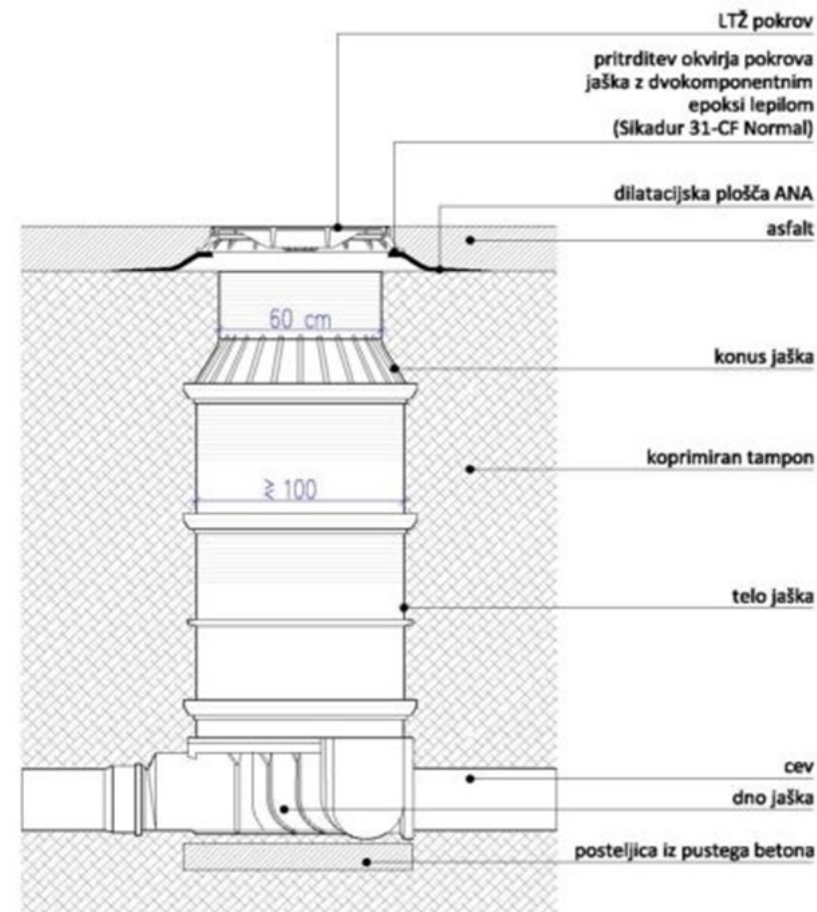 LTŽ pokrov
pritrditev okvirja pokrova
jaška z dvokomponentnim
epoksi lepilom
(Sikadur 31-CF Normal)
dilatacijska plošča ANA
asfalt
60 cm
konus jaška
koprimiran tampon
≥ 100
telo jaška
cev
dno jaška
posteljica iz pustega betona